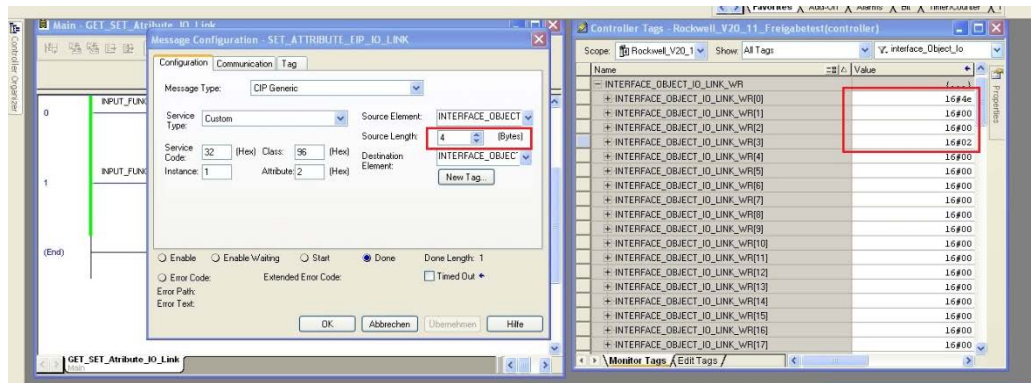 Favorites Add-On Alarms Bit Timer/Counter
Main - GET_SET_Atribute_IO_Link
Controller Organizer
0
INPUT_FUNC
1
INPUT_FUNC
(End)
GET_SET_Atribute_IO_Link
Main
Message Configuration - SET_ATTRIBUTE_EIP_IO_LINK
Configuration Communication Tag
Message Type: CIP Generic
Service Type: Custom
Source Element: INTERFACE_OBJECT
Source Length: 4 (Bytes)
Service Code: 32 (Hex) Class: 96 (Hex)
Destination Element: INTERFACE_OBJEC
Instance: 1 Attribute: 2 (Hex)
New Tag...
Enable Enable Waiting Start Done Done Length: 1
Error Code: Extended Error Code: Timed Out
Error Path:
Error Text:
OK Abbrechen Übernehmen Hilfe
Controller Tags - Rockwell_V20_11_Freigabetest(controller)
Scope: Rockwell_V20_1 Show: All Tags interface_Object_Io
Name Value
INTERFACE_OBJECT_IO_LINK_WR {...}
INTERFACE_OBJECT_IO_LINK_WR[0] 16#4e
INTERFACE_OBJECT_IO_LINK_WR[1] 16#00
INTERFACE_OBJECT_IO_LINK_WR[2] 16#00
INTERFACE_OBJECT_IO_LINK_WR[3] 16#02
INTERFACE_OBJECT_IO_LINK_WR[4] 16#00
INTERFACE_OBJECT_IO_LINK_WR[5] 16#00
INTERFACE_OBJECT_IO_LINK_WR[6] 16#00
INTERFACE_OBJECT_IO_LINK_WR[7] 16#00
INTERFACE_OBJECT_IO_LINK_WR[8] 16#00
INTERFACE_OBJECT_IO_LINK_WR[9] 16#00
INTERFACE_OBJECT_IO_LINK_WR[10] 16#00
INTERFACE_OBJECT_IO_LINK_WR[11] 16#00
INTERFACE_OBJECT_IO_LINK_WR[12] 16#00
INTERFACE_OBJECT_IO_LINK_WR[13] 16#00
INTERFACE_OBJECT_IO_LINK_WR[14] 16#00
INTERFACE_OBJECT_IO_LINK_WR[15] 16#00
INTERFACE_OBJECT_IO_LINK_WR[16] 16#00
INTERFACE_OBJECT_IO_LINK_WR[17] 16#00
Monitor Tags Edit Tags
Properties